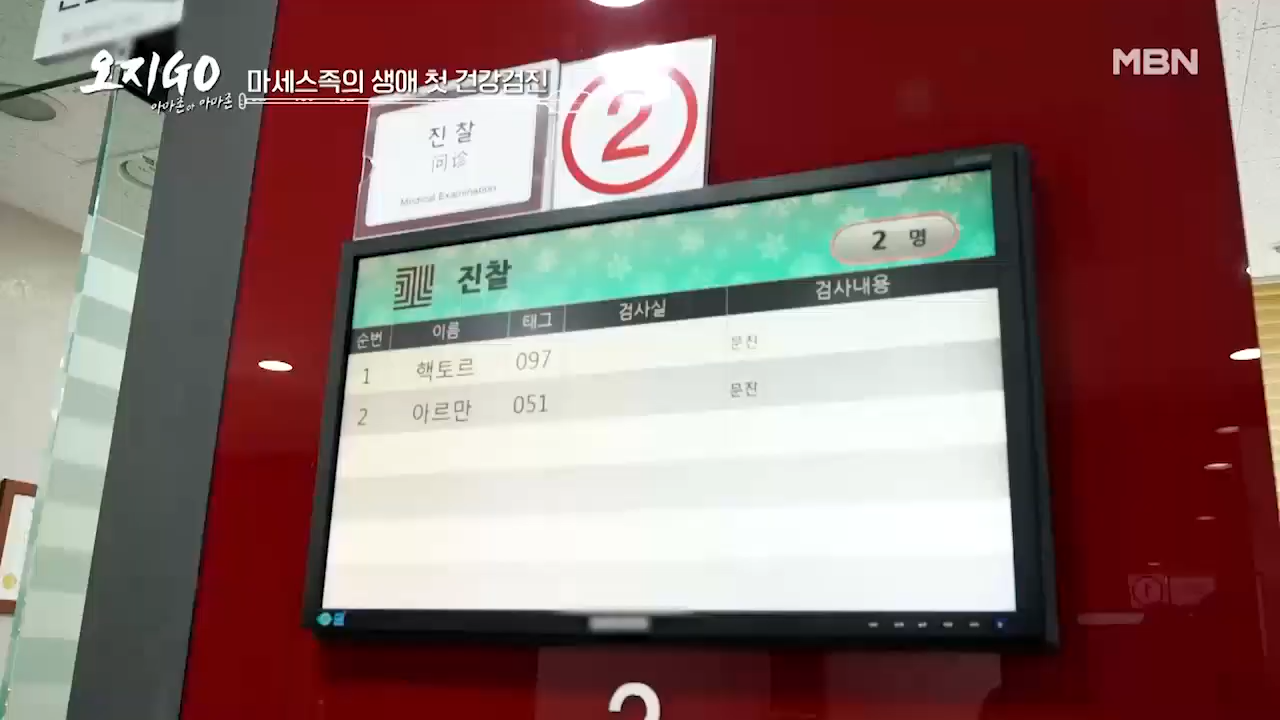 오지GO
아마존아 아마존
마세스족의 생애 첫 건강검진
MBN
진 찰
问诊
Medical Examination
2
진찰
2 명
순번 이름 태그 검사실 검사내용
1 핵토르 097 문진
2 아르만 051 문진
2